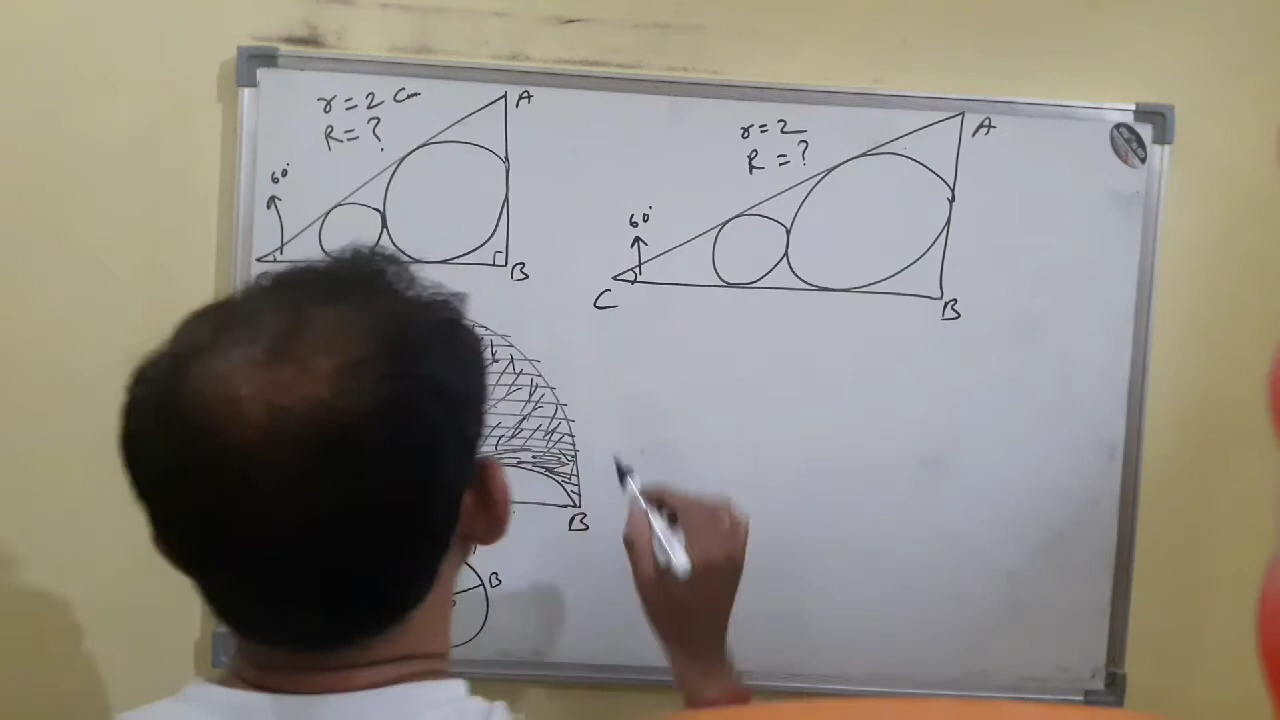 r = 2 Cm
R = ?
A
60°
B
r = 2
R = ?
A
60°
C
B
B
B